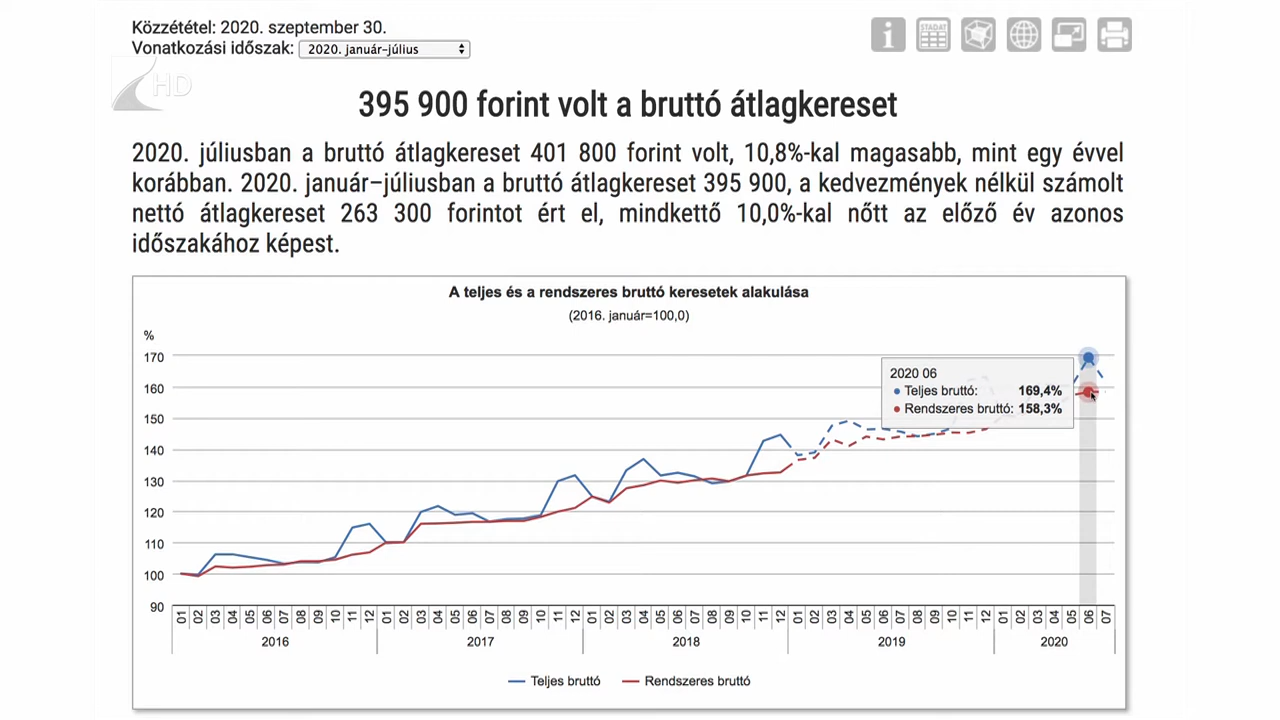 Közzététel: 2020. szeptember 30.
Vonatkozási időszak: 2020. január–július
STADAT
HD
395 900 forint volt a bruttó átlagkereset
2020. júliusban a bruttó átlagkereset 401 800 forint volt, 10,8%-kal magasabb, mint egy évvel
korábban. 2020. január–júliusban a bruttó átlagkereset 395 900, a kedvezmények nélkül számolt
nettó átlagkereset 263 300 forintot ért el, mindkettő 10,0%-kal nőtt az előző év azonos
időszakához képest.
A teljes és a rendszeres bruttó keresetek alakulása
(2016. január=100,0)
%
170
160
150
140
130
120
110
100
90
2020 06
Teljes bruttó: 169,4%
Rendszeres bruttó: 158,3%
01 02 03 04 05 06 07 08 09 10 11 12 01 02 03 04 05 06 07 08 09 10 11 12 01 02 03 04 05 06 07 08 09 10 11 12 01 02 03 04 05 06 07 08 09 10 11 12 01 02 03 04 05 06 07
2016 2017 2018 2019 2020
Teljes bruttó Rendszeres bruttó